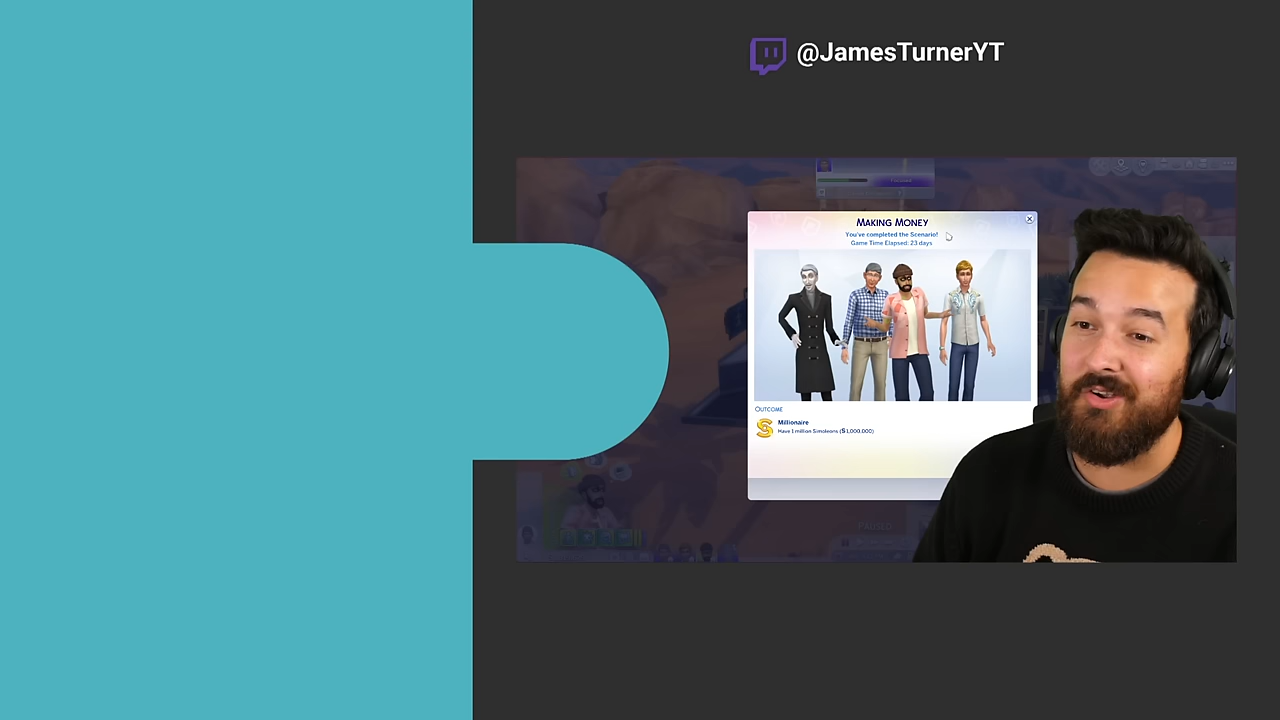 @JamesTurnerYT
Making Money
You've completed the Scenario!
Game Time Elapsed: 23 days
Outcome
Millionaire
Have 1 million Simoleons (§1,000,000)
PAUSED